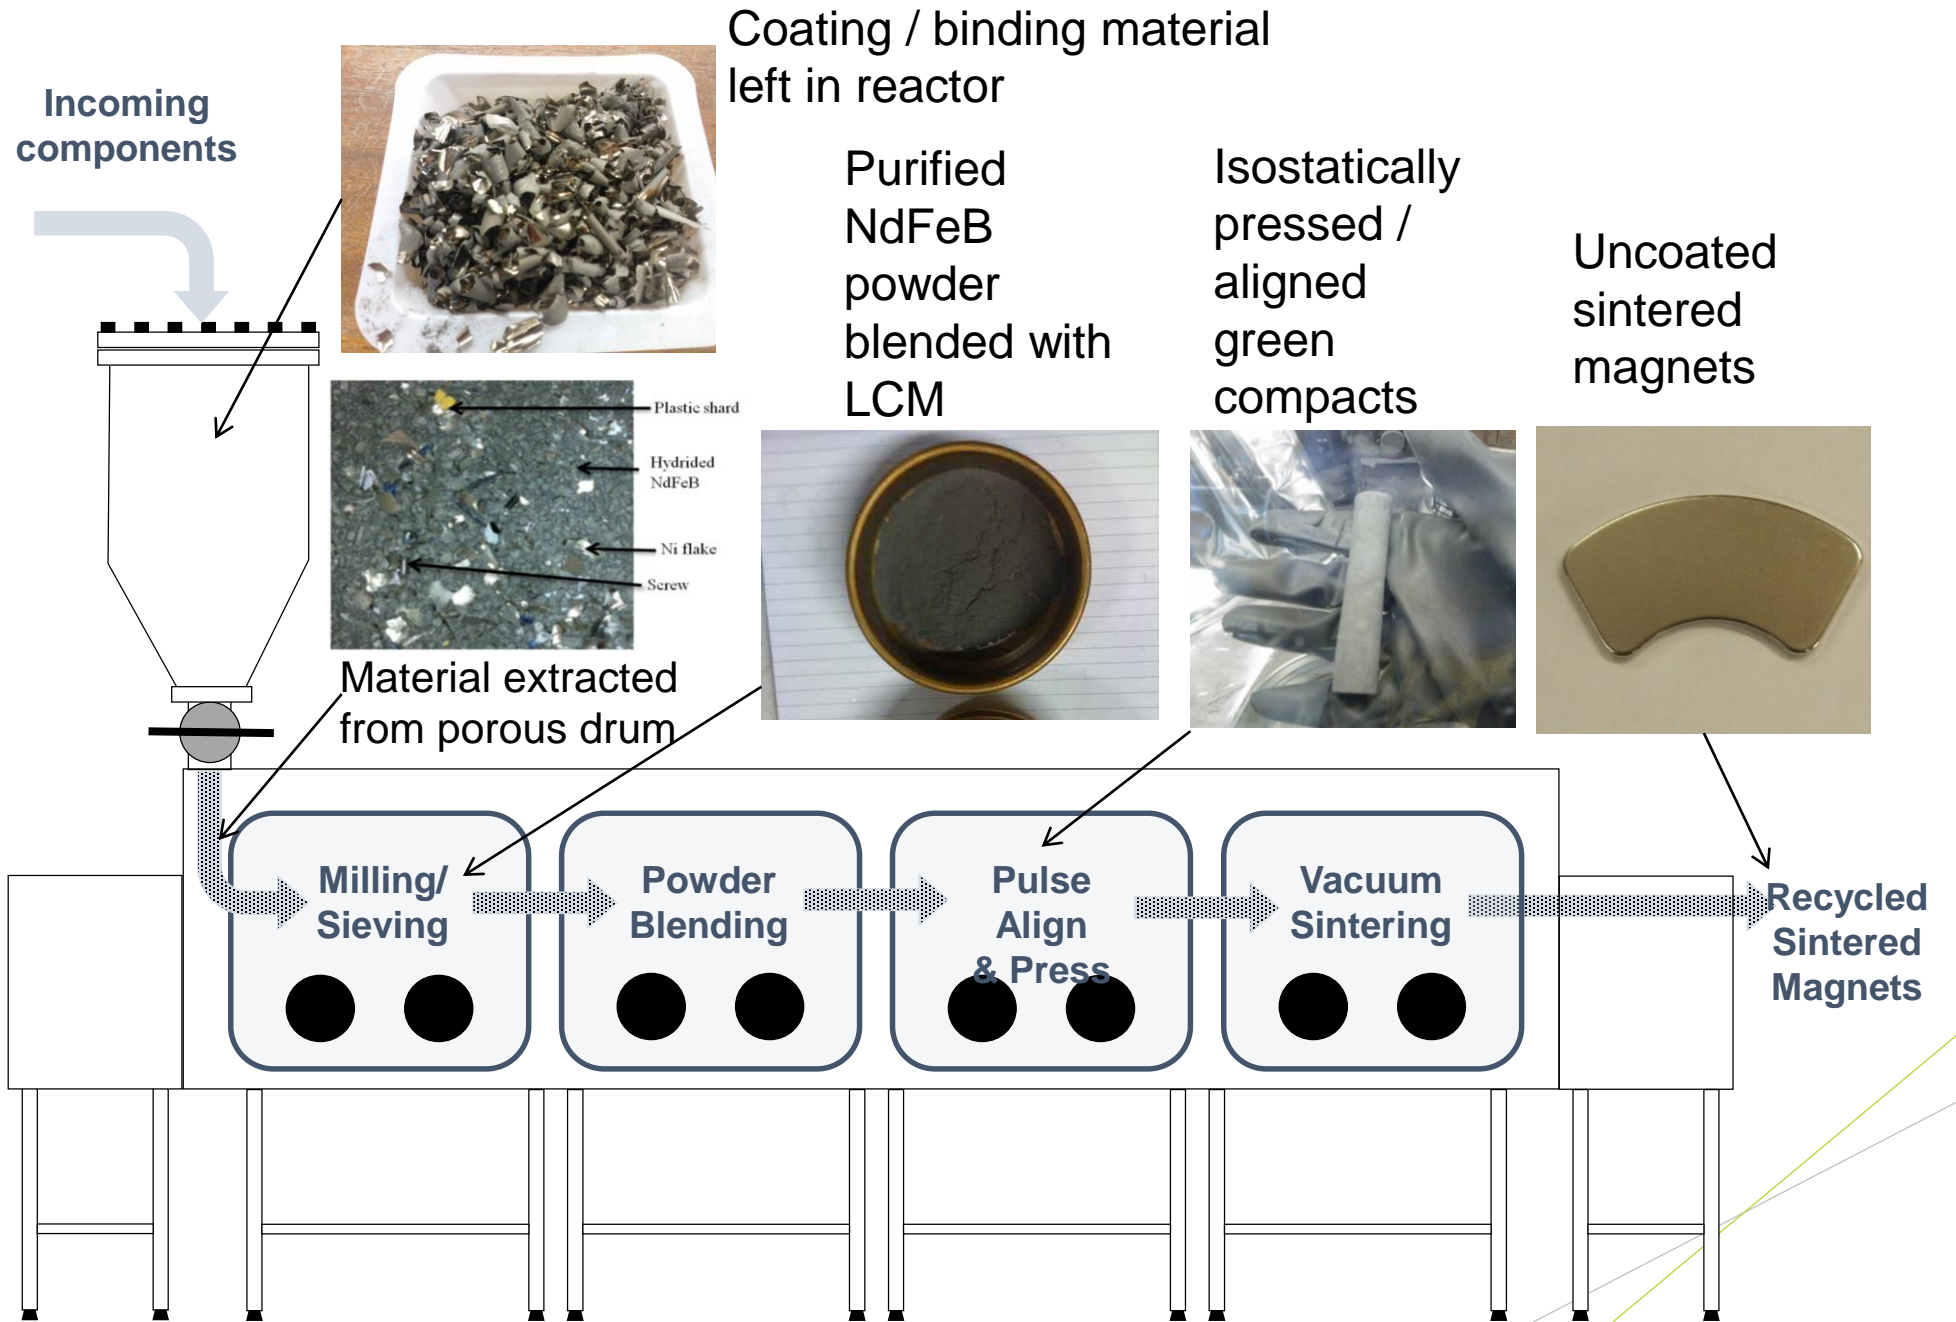 Coating / binding material
left in reactor
Incoming
components
Purified
NdFeB
powder
blended with
LCM
Isostatically
pressed /
aligned
green
compacts
Uncoated
sintered
magnets
Plastic shard
Hydrided
NdFeB
Ni flake
Screw
Material extracted
from porous drum
Milling/
Sieving
Powder
Blending
Pulse
Align
& Press
Vacuum
Sintering
Recycled
Sintered
Magnets